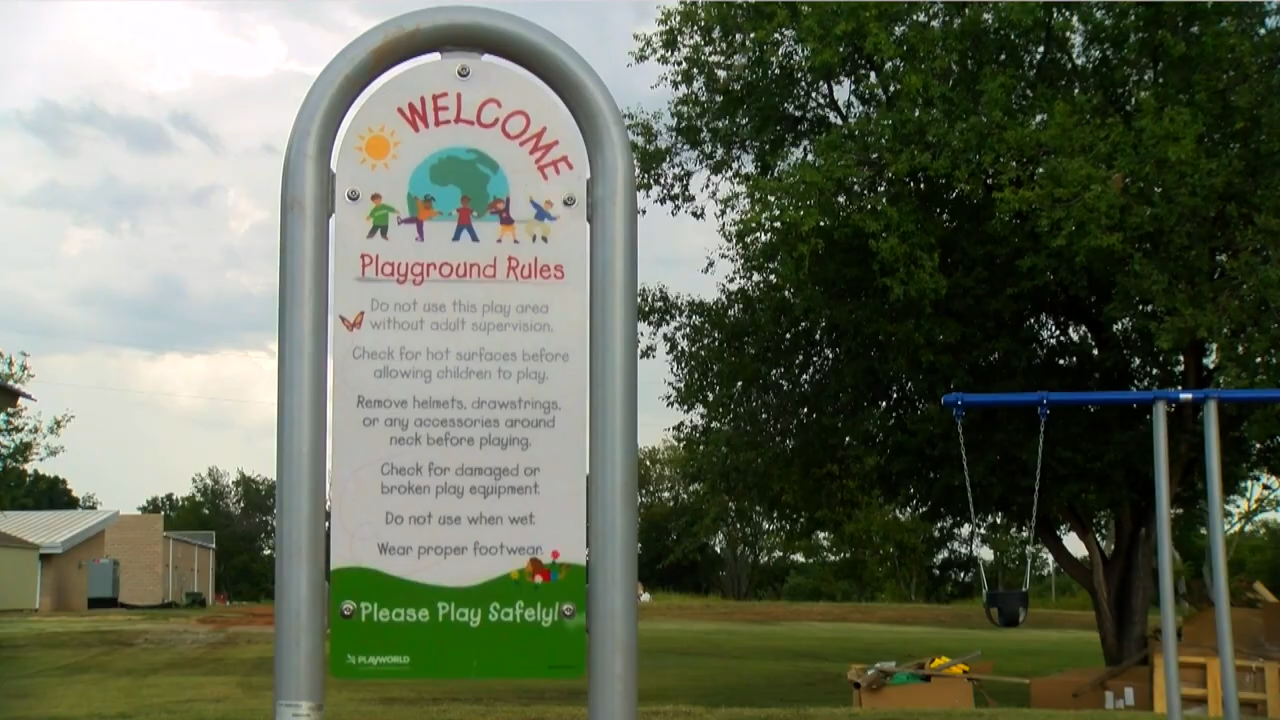 WELCOME
Playground Rules
Do not use this play area
without adult supervision.
Check for hot surfaces before
allowing children to play.
Remove helmets, drawstrings,
or any accessories around
neck before playing.
Check for damaged or
broken play equipment.
Do not use when wet.
Wear proper footwear.
Please Play Safely!
PLAYWORLD